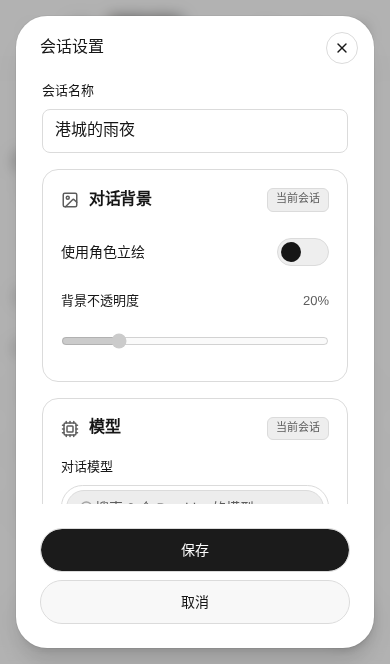 会话设置
会话名称
港城的雨夜
对话背景
当前会话
使用角色立绘
背景不透明度
20%
模型
当前会话
对话模型
保存
取消